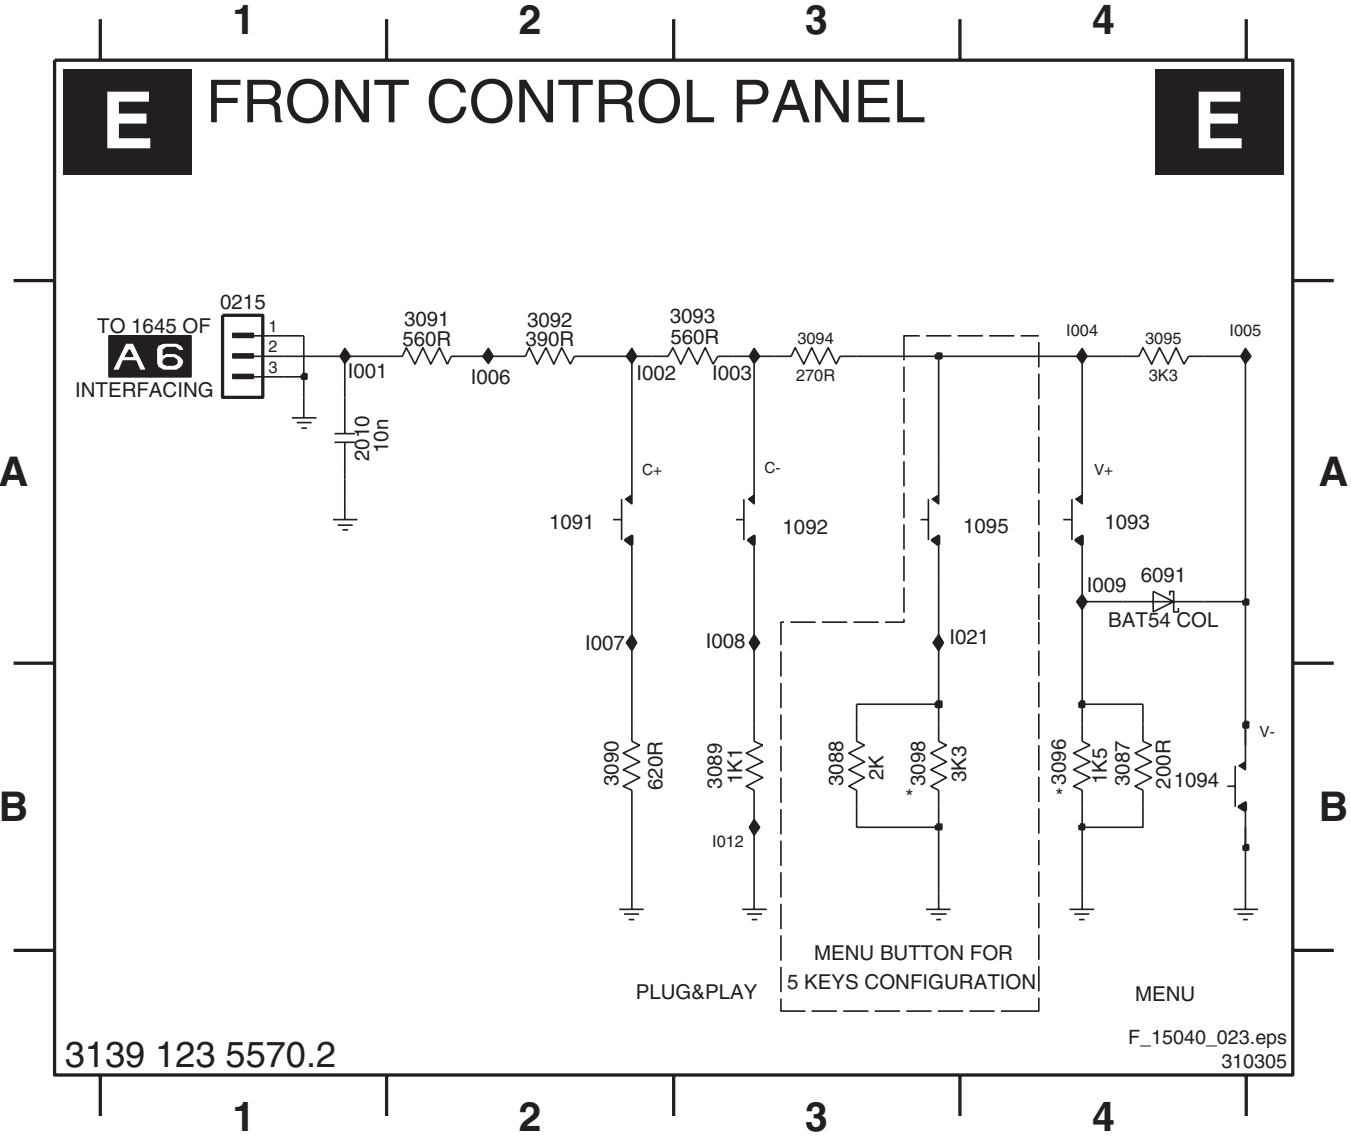 1 2 3 4
E FRONT CONTROL PANEL E
0215
TO 1645 OF
A6
INTERFACING
1
2
3
I001
2010
10n
3091
560R
I006
3092
390R
I002
3093
560R
I003
3094
270R
I004
3095
3K3
I005
A A
C+
1091
C-
1092
1095
V+
1093
I009
6091
BAT54 COL
I007
I008
I021
B B
3090
620R
3089
1K1
I012
3088
2K
* 3098
3K3
* 3096
1K5
3087
200R
V-
1094
MENU BUTTON FOR
5 KEYS CONFIGURATION
PLUG&PLAY
MENU
3139 123 5570.2
F_15040_023.eps
310305
1 2 3 4